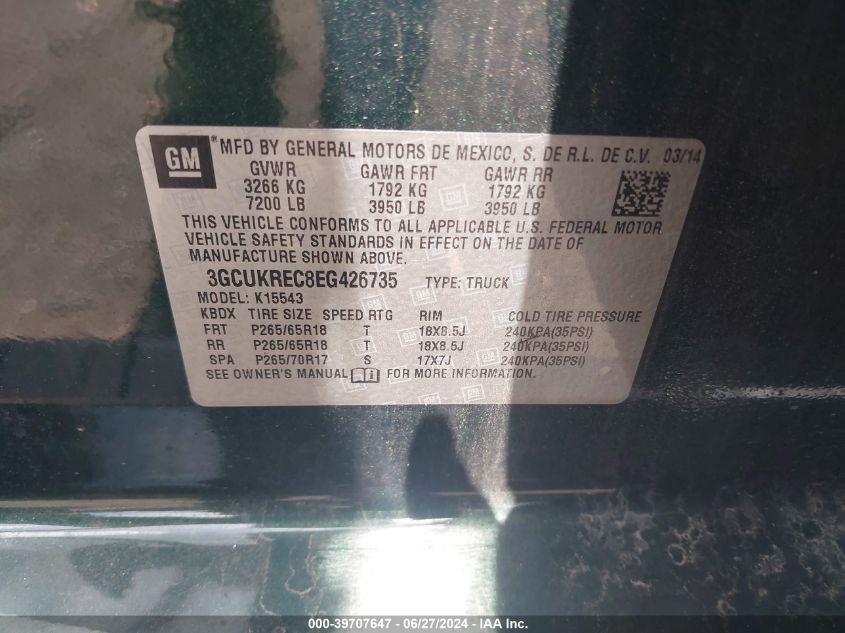 GM ® MFD BY GENERAL MOTORS DE MEXICO, S. DE R.L. DE C.V. 03/14
GVWR GAWR FRT GAWR RR
3266 KG 1792 KG 1792 KG
7200 LB 3950 LB 3950 LB
THIS VEHICLE CONFORMS TO ALL APPLICABLE U.S. FEDERAL MOTOR
VEHICLE SAFETY STANDARDS IN EFFECT ON THE DATE OF
MANUFACTURE SHOWN ABOVE.
3GCUKREC8EG426735 TYPE: TRUCK
MODEL: K15543
KBDX TIRE SIZE SPEED RTG RIM COLD TIRE PRESSURE
FRT P265/65R18 T 18X8.5J 240KPA(35PSI)
RR P265/65R18 T 18X8.5J 240KPA(35PSI)
SPA P265/70R17 S 17X7J 240KPA(35PSI)
SEE OWNER'S MANUAL FOR MORE INFORMATION.
000-39707647 - 06/27/2024 - IAA Inc.